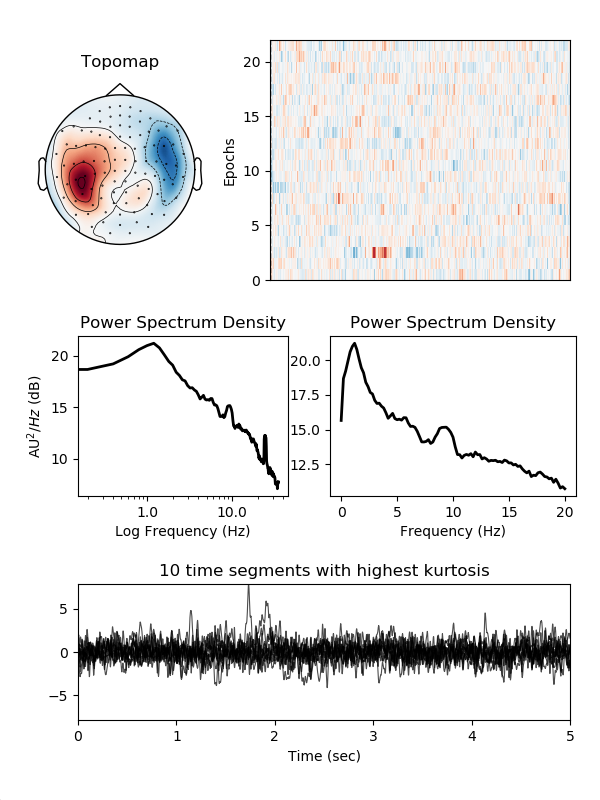 Topomap
Epochs
20
15
10
5
0
Power Spectrum Density
AU²/Hz (dB)
20
15
10
1.0 10.0
Log Frequency (Hz)
Power Spectrum Density
20.0
17.5
15.0
12.5
0 5 10 15 20
Frequency (Hz)
10 time segments with highest kurtosis
5
0
−5
0 1 2 3 4 5
Time (sec)